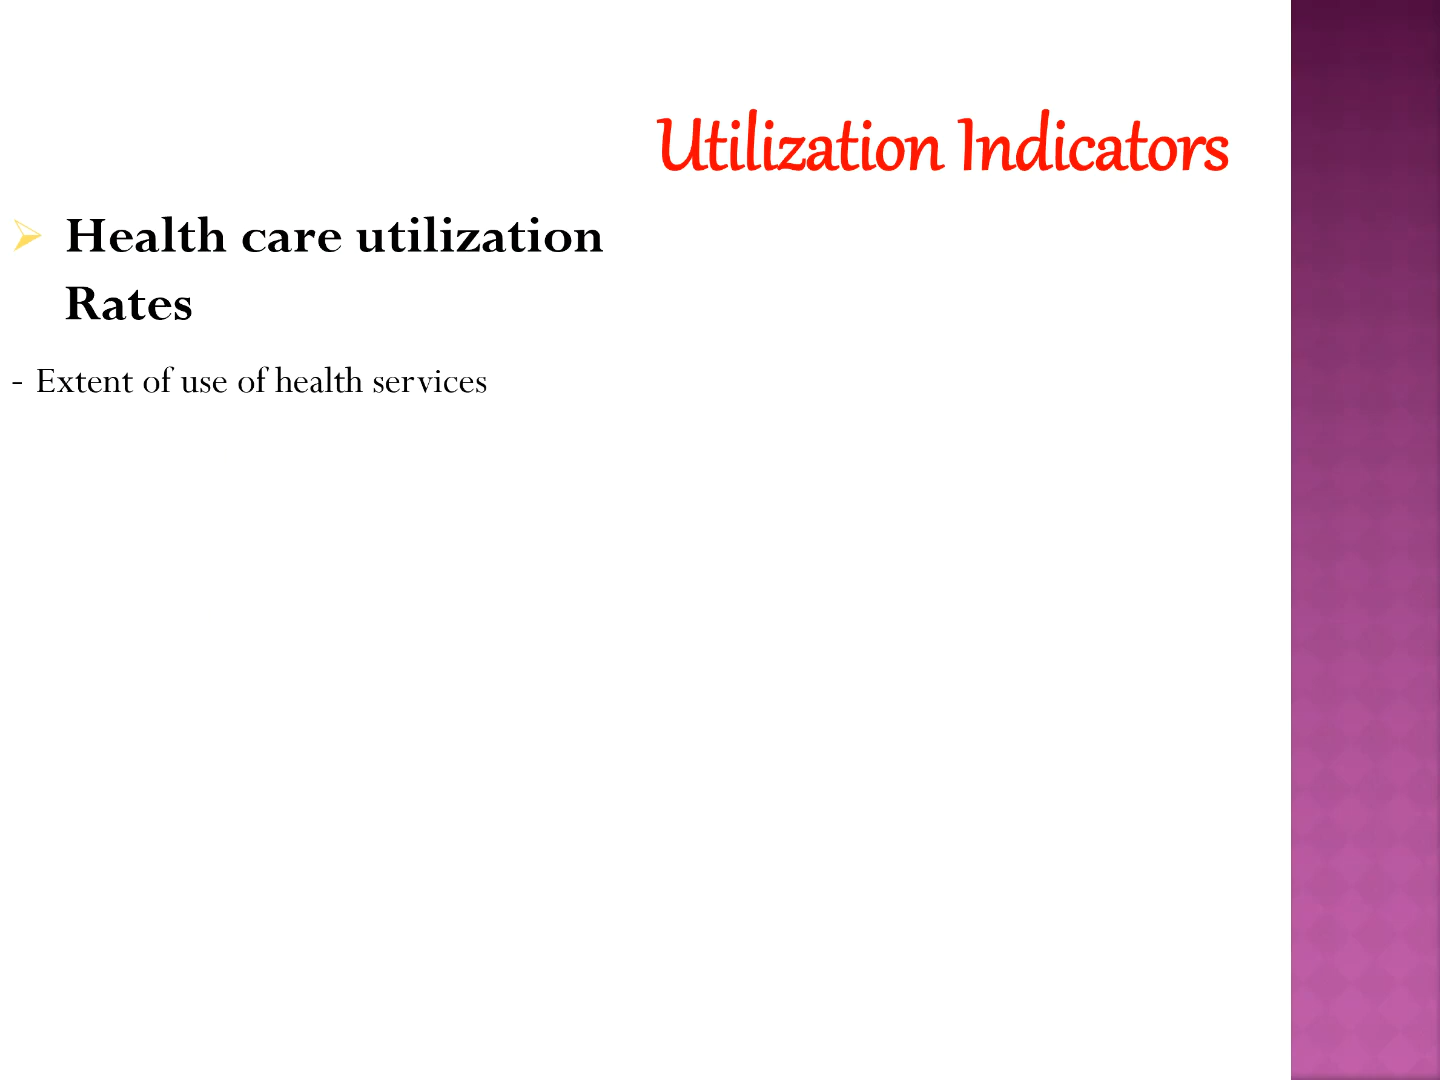 Utilization Indicators
Health care utilization
Rates
- Extent of use of health services